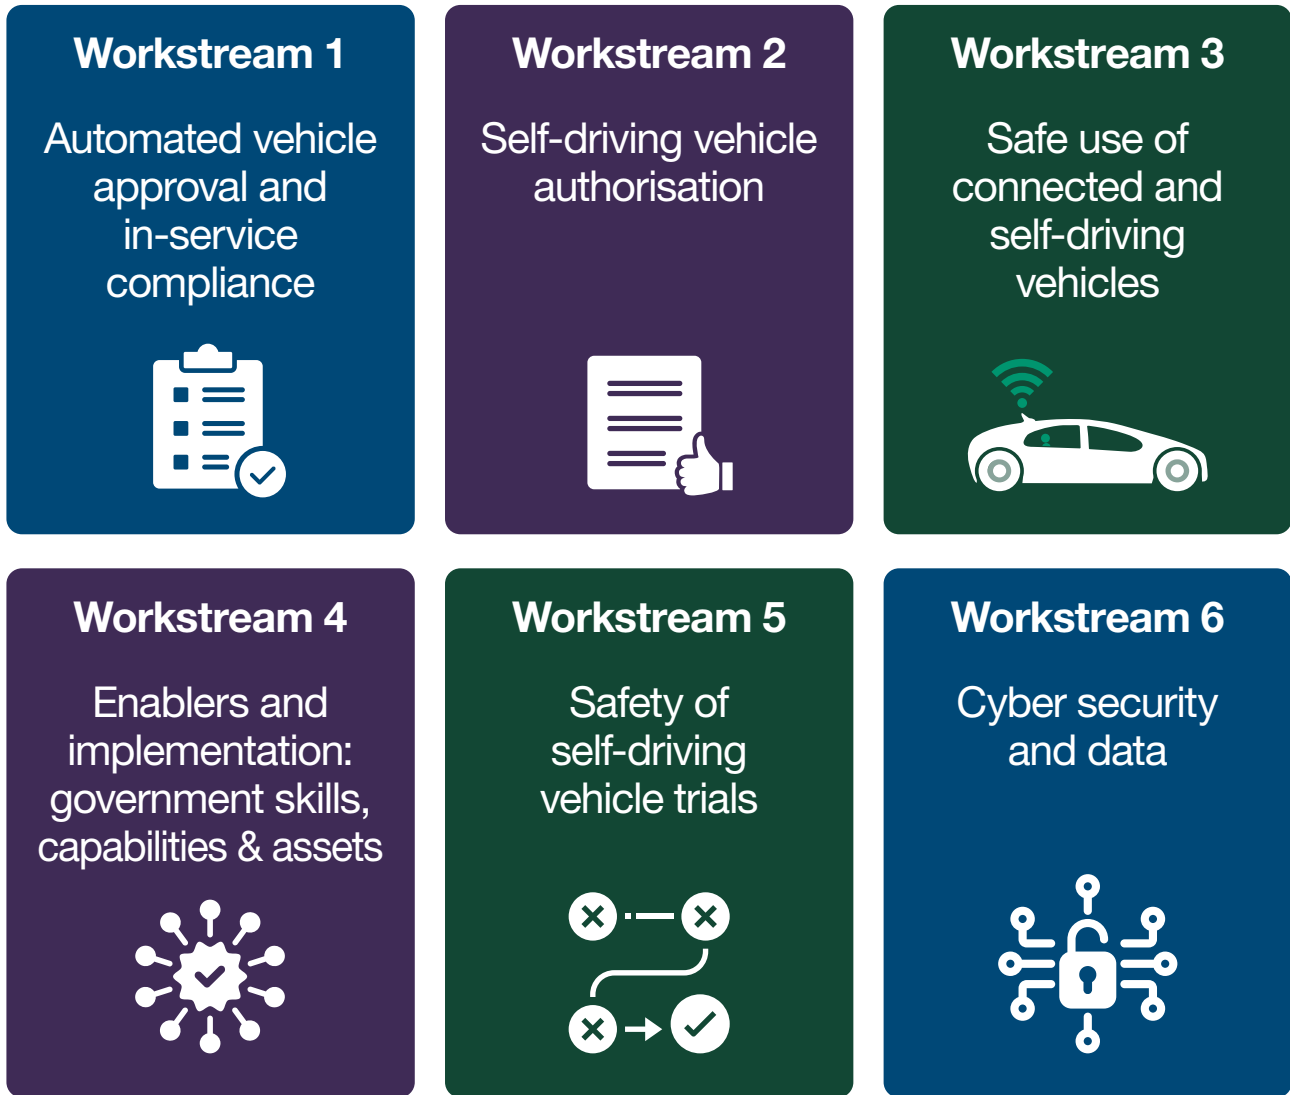 Workstream 1
Automated vehicle
approval and
in-service
compliance
Workstream 2
Self-driving vehicle
authorisation
Workstream 3
Safe use of
connected and
self-driving
vehicles
Workstream 4
Enablers and
implementation:
government skills,
capabilities & assets
Workstream 5
Safety of
self-driving
vehicle trials
Workstream 6
Cyber security
and data